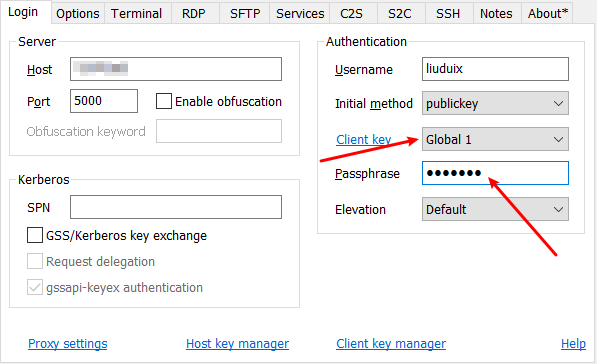 Login Options Terminal RDP SFTP Services C2S S2C SSH Notes About*
Server
Host
Port 5000 Enable obfuscation
Obfuscation keyword
Kerberos
SPN
GSS/Kerberos key exchange
Request delegation
gssapi-keyex authentication
Authentication
Username liuduix
Initial method publickey
Client key Global 1
Passphrase ●●●●●●●
Elevation Default
Proxy settings Host key manager Client key manager Help